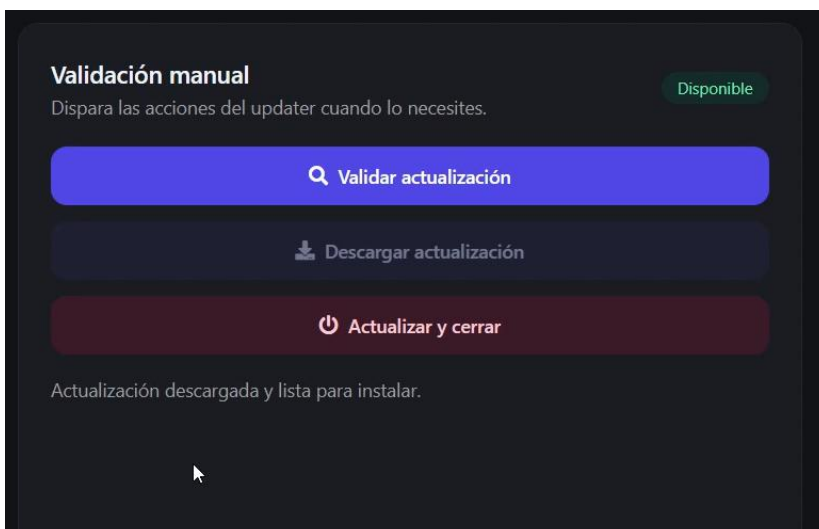 Validación manual
Dispara las acciones del updater cuando lo necesites.
Disponible
Validar actualización
Descargar actualización
Actualizar y cerrar
Actualización descargada y lista para instalar.